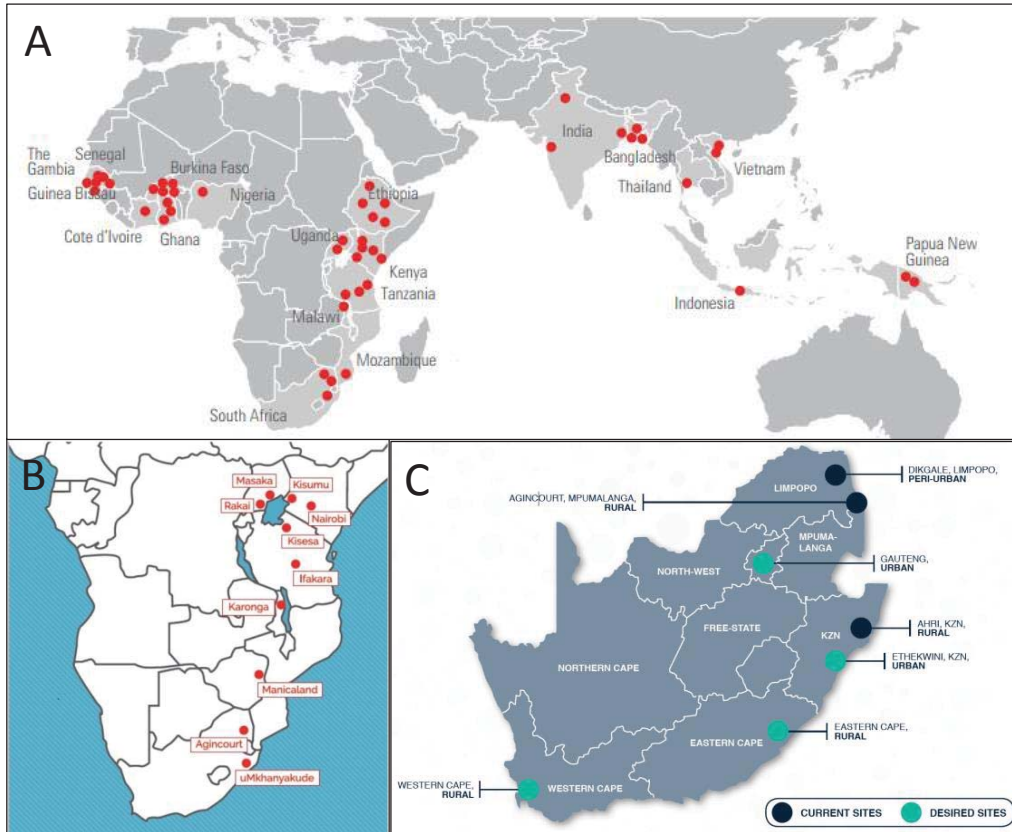 A
The
Gambia
Senegal
Burkina Faso
Guinea Bissau
Nigeria
Cote d'Ivoire
Ghana
Ethiopia
Uganda
Kenya
Tanzania
Malawi
Mozambique
South Africa
India
Bangladesh
Thailand
Vietnam
Indonesia
Papua New
Guinea
B
Masaka
Kisumu
Rakai
Nairobi
Kisesa
Ifakara
Karonga
Manicaland
Agincourt
uMkhanyakude
C
DIKGALE, LIMPOPO,
PERI-URBAN
LIMPOPO
AGINCOURT, MPUMALANGA,
RURAL
MPUMA-
LANGA
GAUTENG,
URBAN
NORTH-WEST
FREE-STATE
KZN
AHRI, KZN,
RURAL
ETHEKWINI, KZN,
URBAN
NORTHERN CAPE
EASTERN CAPE,
RURAL
EASTERN CAPE
WESTERN CAPE,
RURAL
WESTERN CAPE
CURRENT SITES
DESIRED SITES